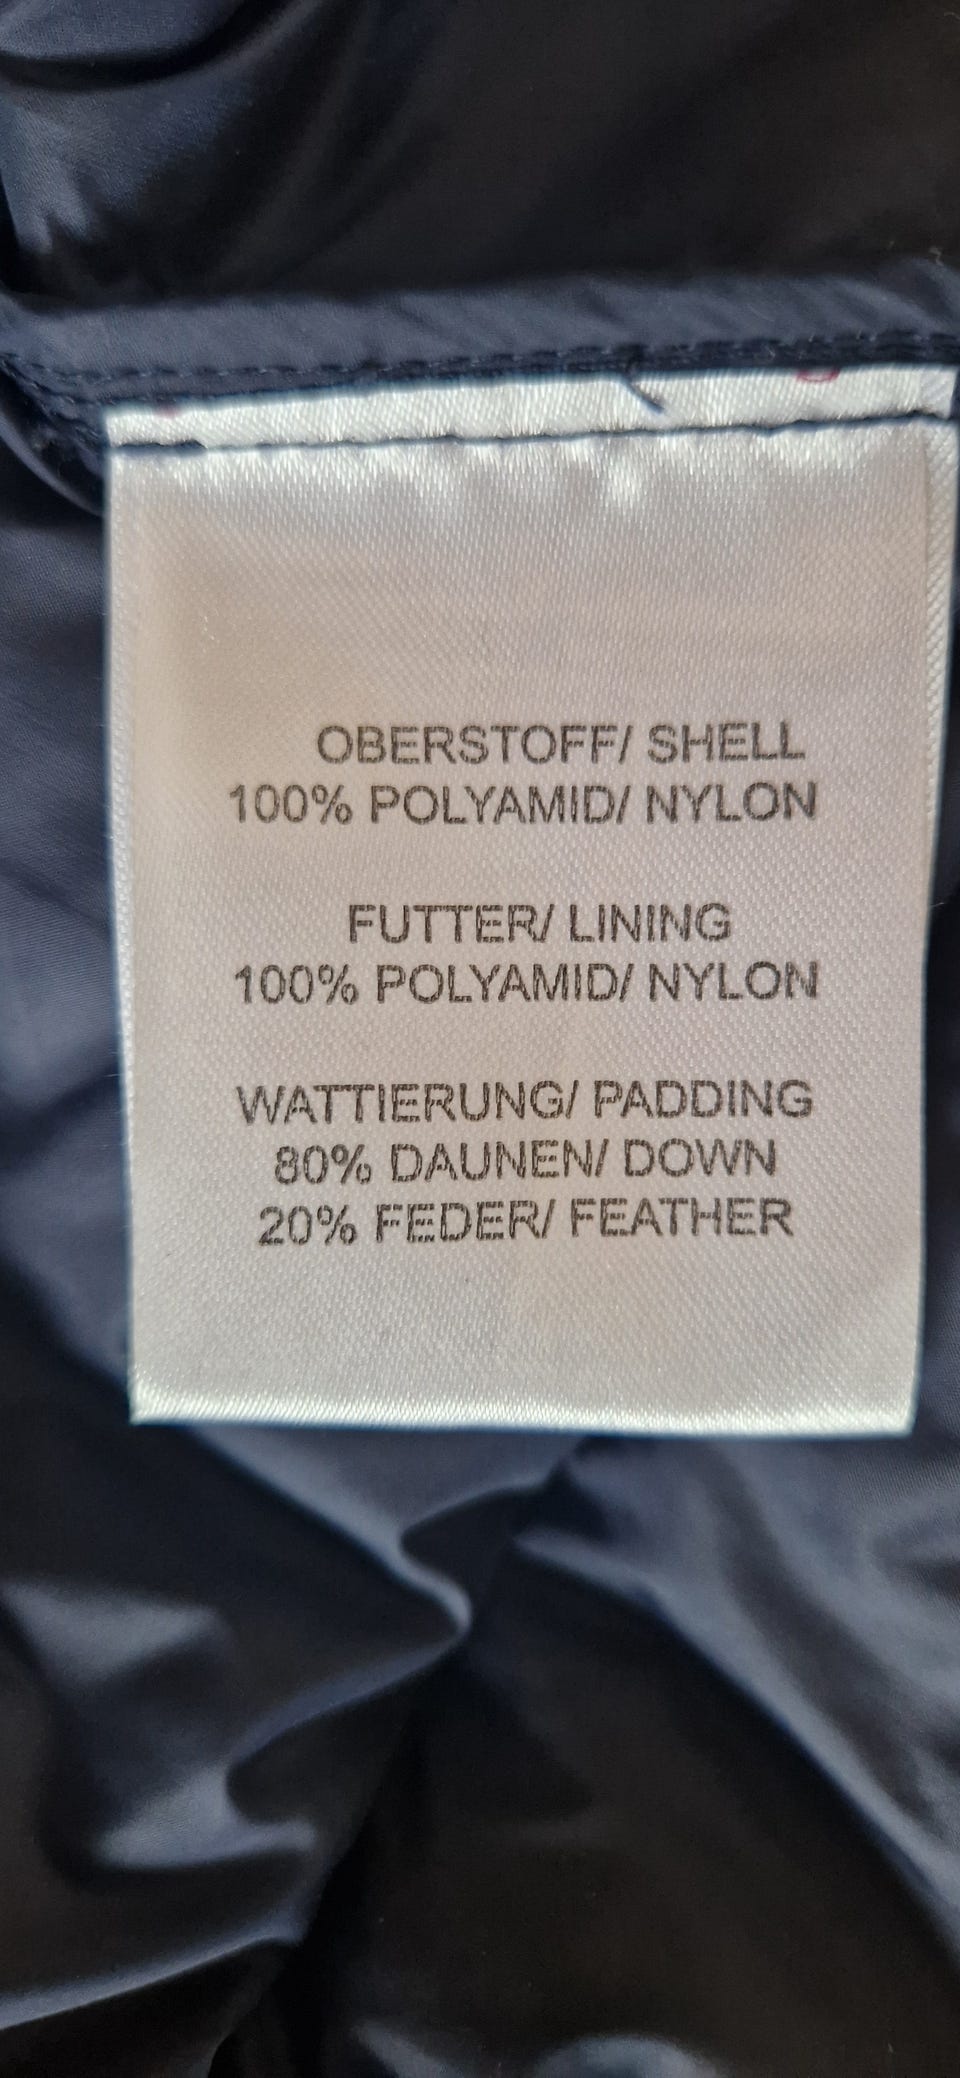 OBERSTOFF/ SHELL
100% POLYAMID/ NYLON
FUTTER/ LINING
100% POLYAMID/ NYLON
WATTIERUNG/ PADDING
80% DAUNEN/ DOWN
20% FEDER/ FEATHER